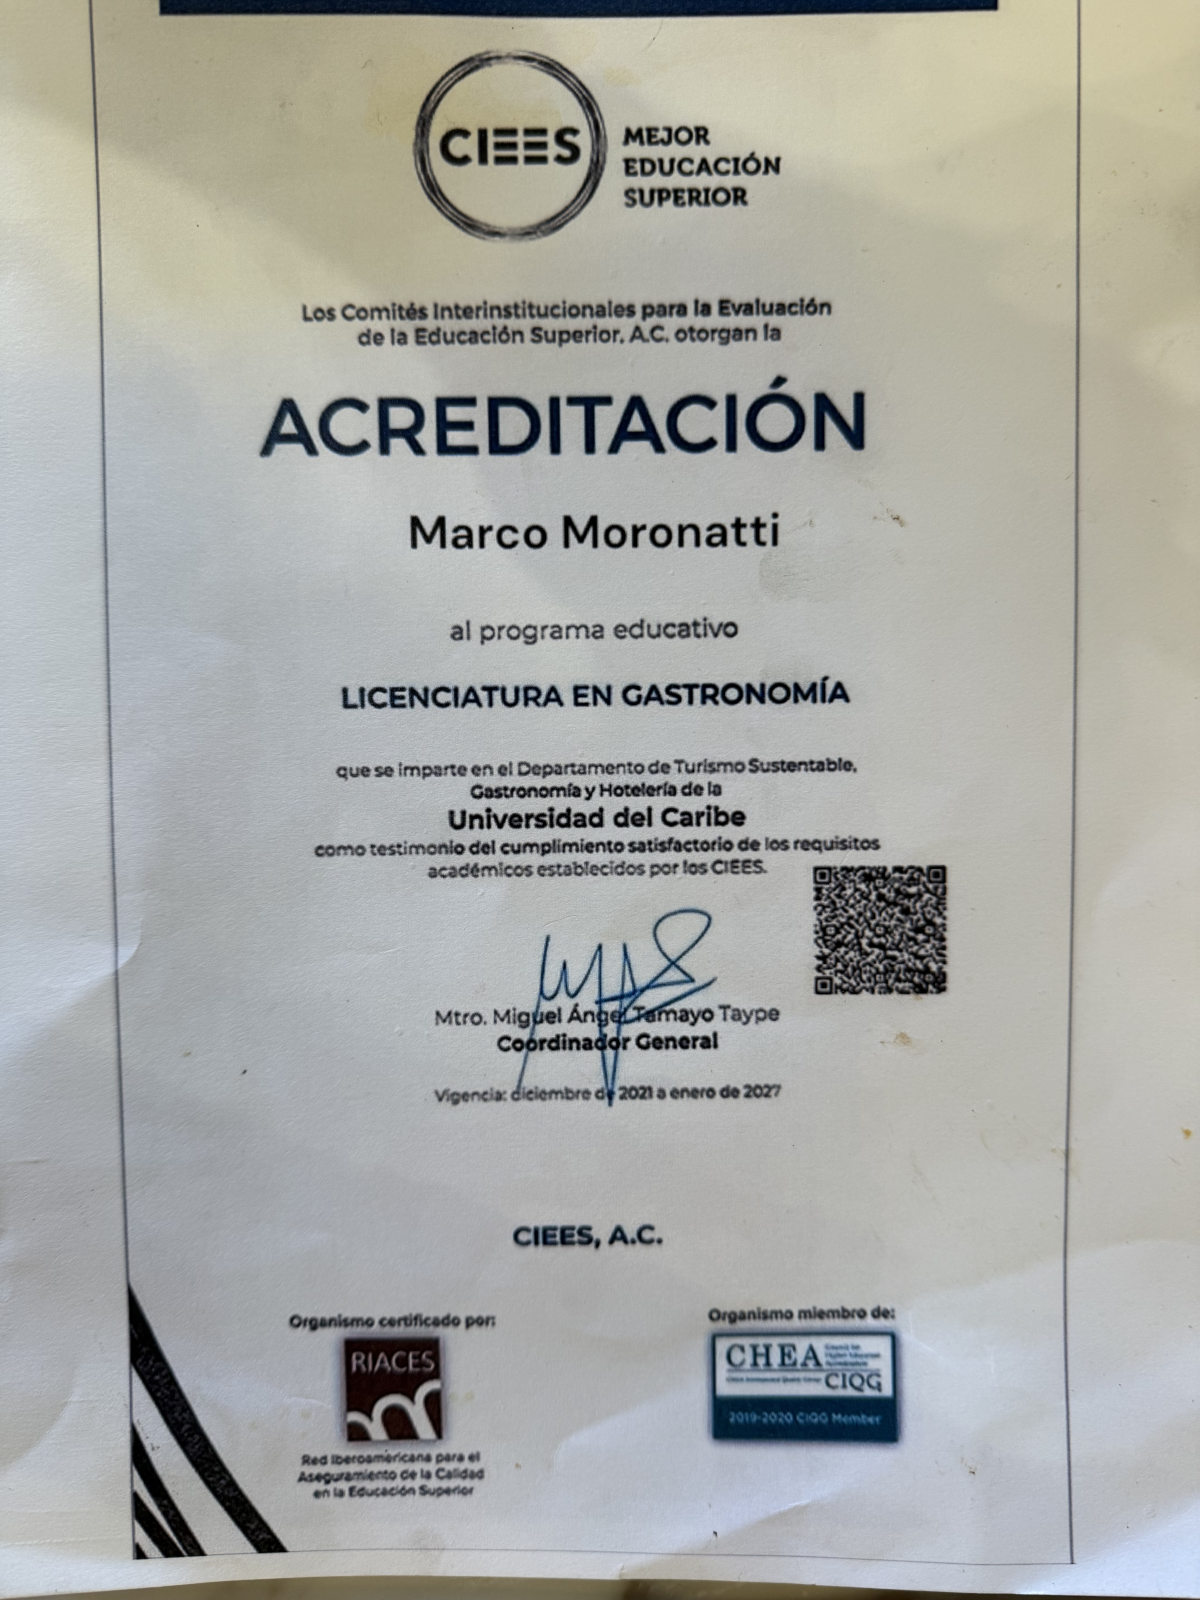 CIEES
MEJOR
EDUCACIÓN
SUPERIOR
Los Comités Interinstitucionales para la Evaluación
de la Educación Superior, A.C. otorgan la
ACREDITACIÓN
Marco Moronatti
al programa educativo
LICENCIATURA EN GASTRONOMÍA
que se imparte en el Departamento de Turismo Sustentable,
Gastronomía y Hotelería de la
Universidad del Caribe
como testimonio del cumplimiento satisfactorio de los requisitos
académicos establecidos por los CIEES.
Mtro. Miguel Ángel Tamayo Taype
Coordinador General
Vigencia: diciembre de 2021 a enero de 2027
CIEES, A.C.
Organismo certificado por:
RIACES
Red Iberoamericana para el
Aseguramiento de la Calidad
en la Educación Superior
Organismo miembro de:
CHEA
CIQG
2019-2020 CIQG Member